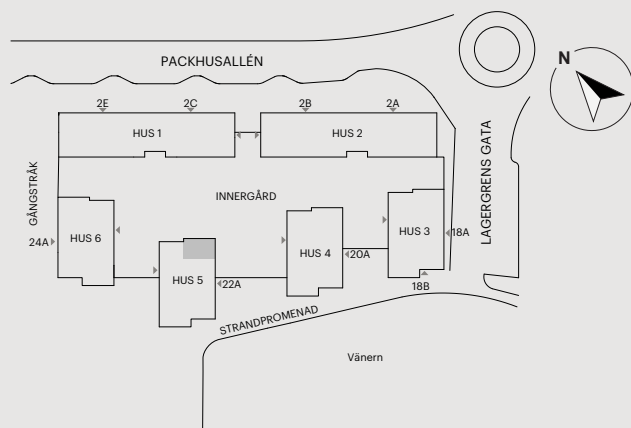 PACKHUSALLÉN
N
2E
2C
2B
2A
HUS 1
HUS 2
LAGERGRENS GATA
GÅNGSTRÅK
INNERGÅRD
24A
HUS 6
HUS 5
22A
HUS 4
20A
HUS 3
18A
18B
STRANDPROMENAD
Vänern